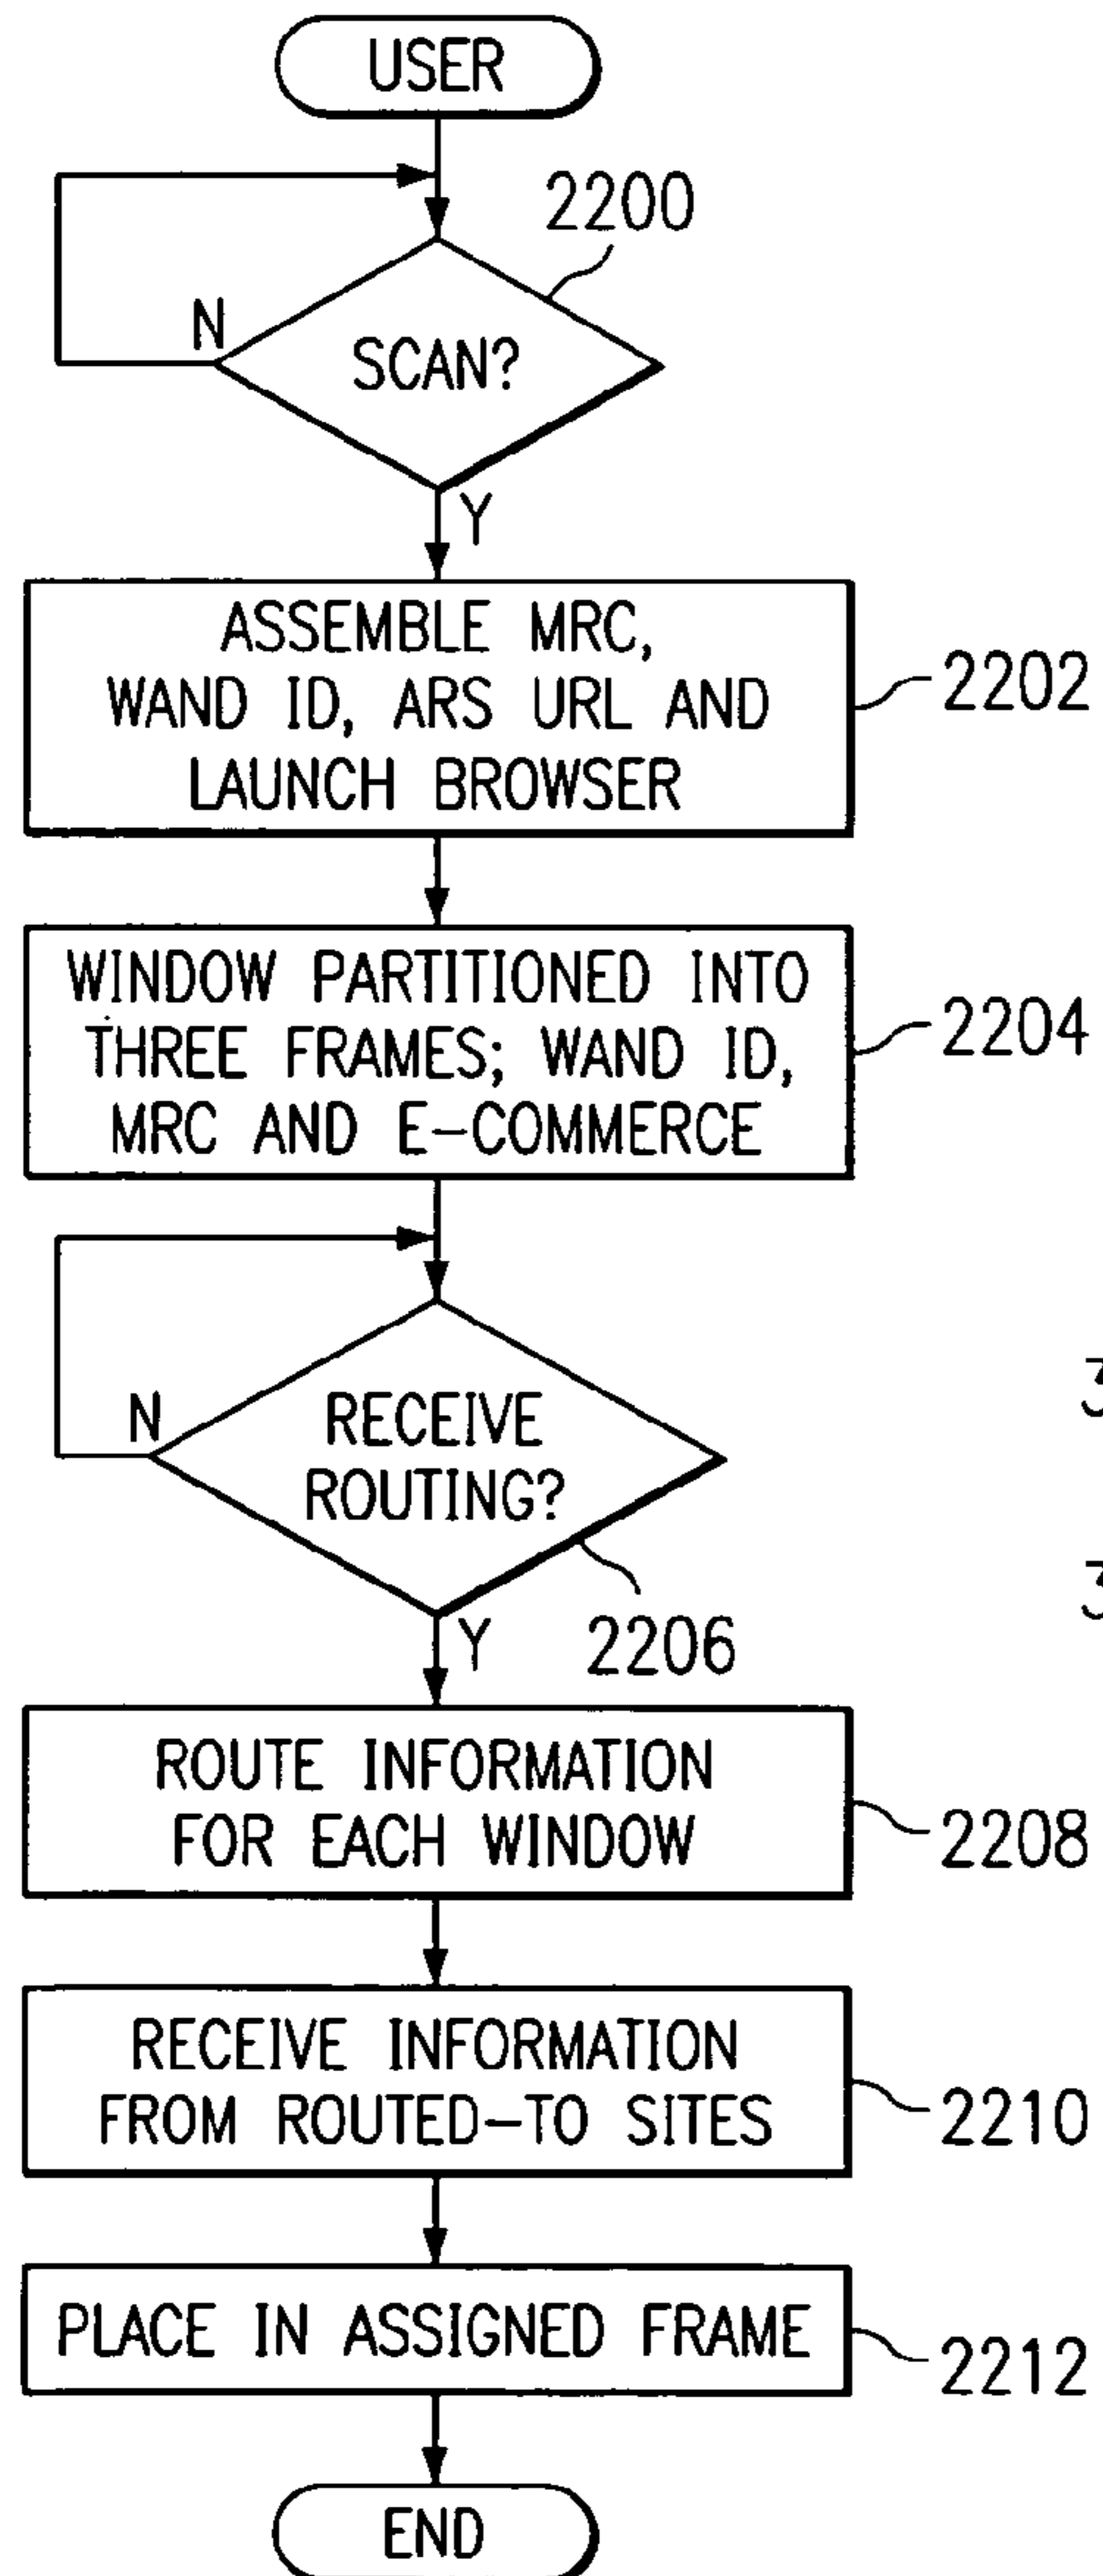 USER
2200
N
SCAN?
Y
ASSEMBLE MRC,
WAND ID, ARS URL AND
LAUNCH BROWSER
2202
WINDOW PARTITIONED INTO
THREE FRAMES; WAND ID,
MRC AND E-COMMERCE
2204
N
RECEIVE
ROUTING?
Y
2206
ROUTE INFORMATION
FOR EACH WINDOW
2208
RECEIVE INFORMATION
FROM ROUTED-TO SITES
2210
PLACE IN ASSIGNED FRAME
2212
END